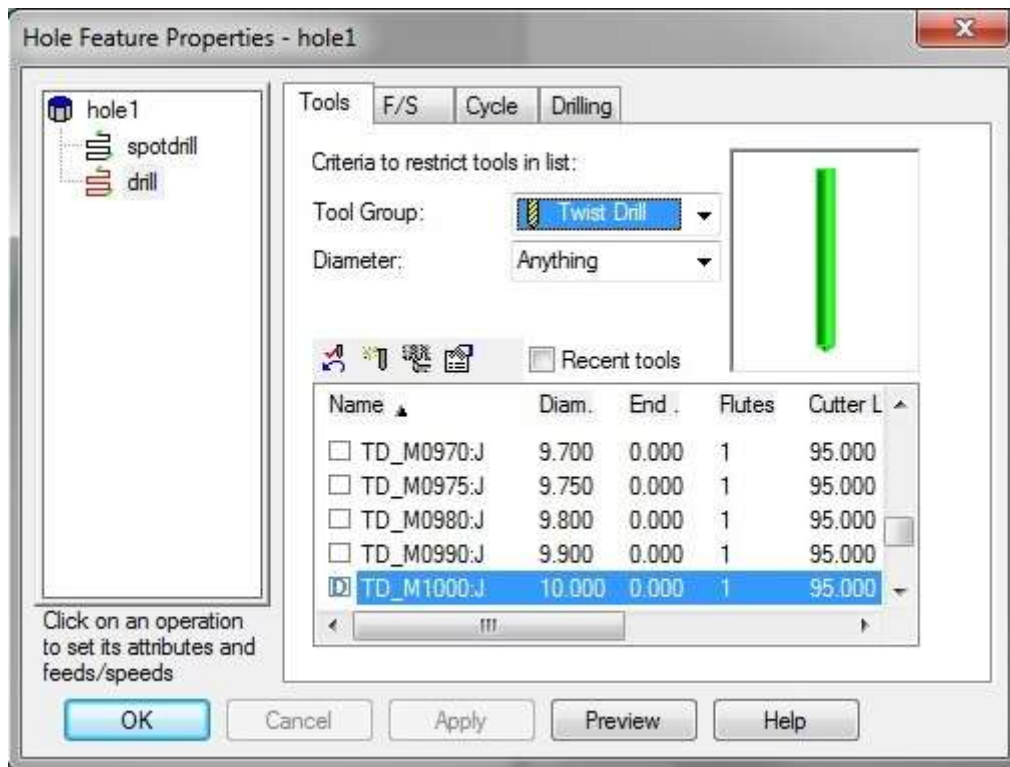 Hole Feature Properties - hole1
hole1
spotdrill
drill
Click on an operation
to set its attributes and
feeds/speeds
Tools F/S Cycle Drilling
Criteria to restrict tools in list:
Tool Group: Twist Drill
Diameter: Anything
Recent tools
Name Diam. End . Flutes Cutter L
TD_M0970:J 9.700 0.000 1 95.000
TD_M0975:J 9.750 0.000 1 95.000
TD_M0980:J 9.800 0.000 1 95.000
TD_M0990:J 9.900 0.000 1 95.000
D TD_M1000:J 10.000 0.000 1 95.000
OK Cancel Apply Preview Help